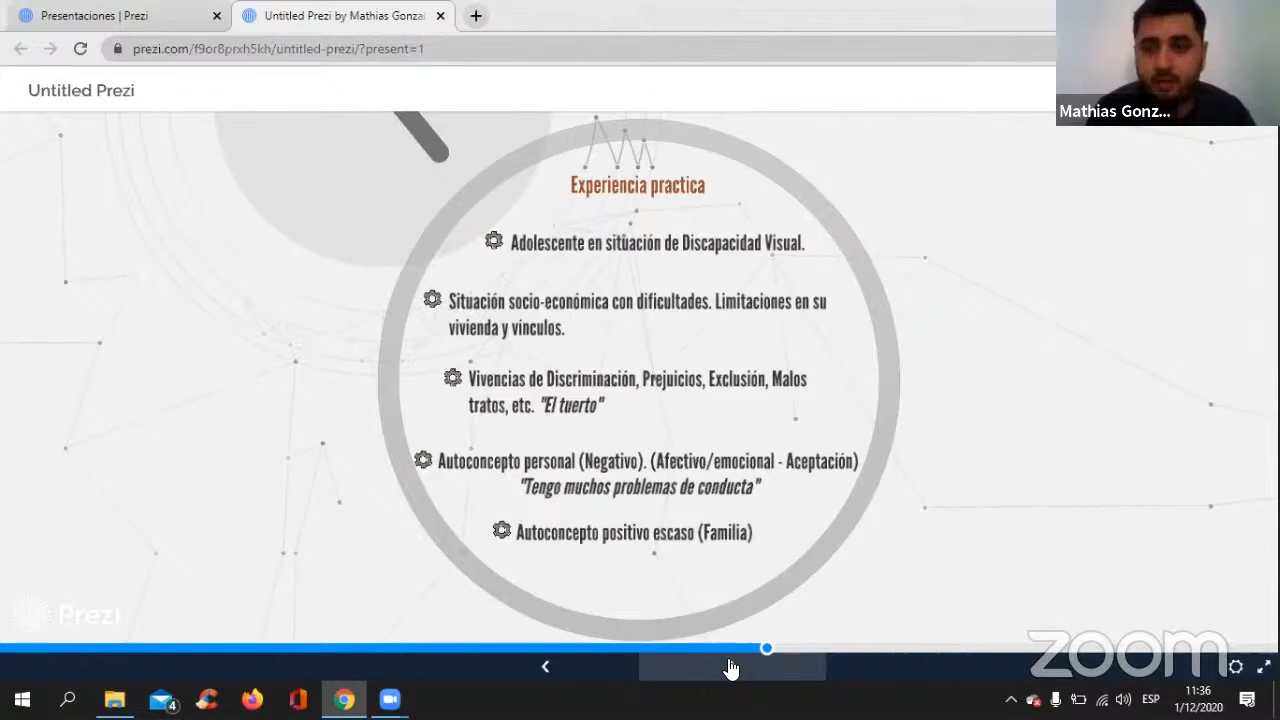 Presentaciones | Prezi
Untitled Prezi by Mathias Gonzal
prezi.com/f9or8prxh5kh/untitled-prezi/?present=1
Untitled Prezi
Mathias Gonz...
Experiencia practica
Adolescente en situación de Discapacidad Visual.
Situación socio-económica con dificultades. Limitaciones en su
vivienda y vínculos.
Vivencias de Discriminación, Prejuicios, Exclusión, Malos
tratos, etc. "El tuerto"
Autoconcepto personal (Negativo). (Afectivo/emocional - Aceptación)
"Tengo muchos problemas de conducta"
Autoconcepto positivo escaso (Familia)
Prezi
zoom
4
ESP
11:36
1/12/2020